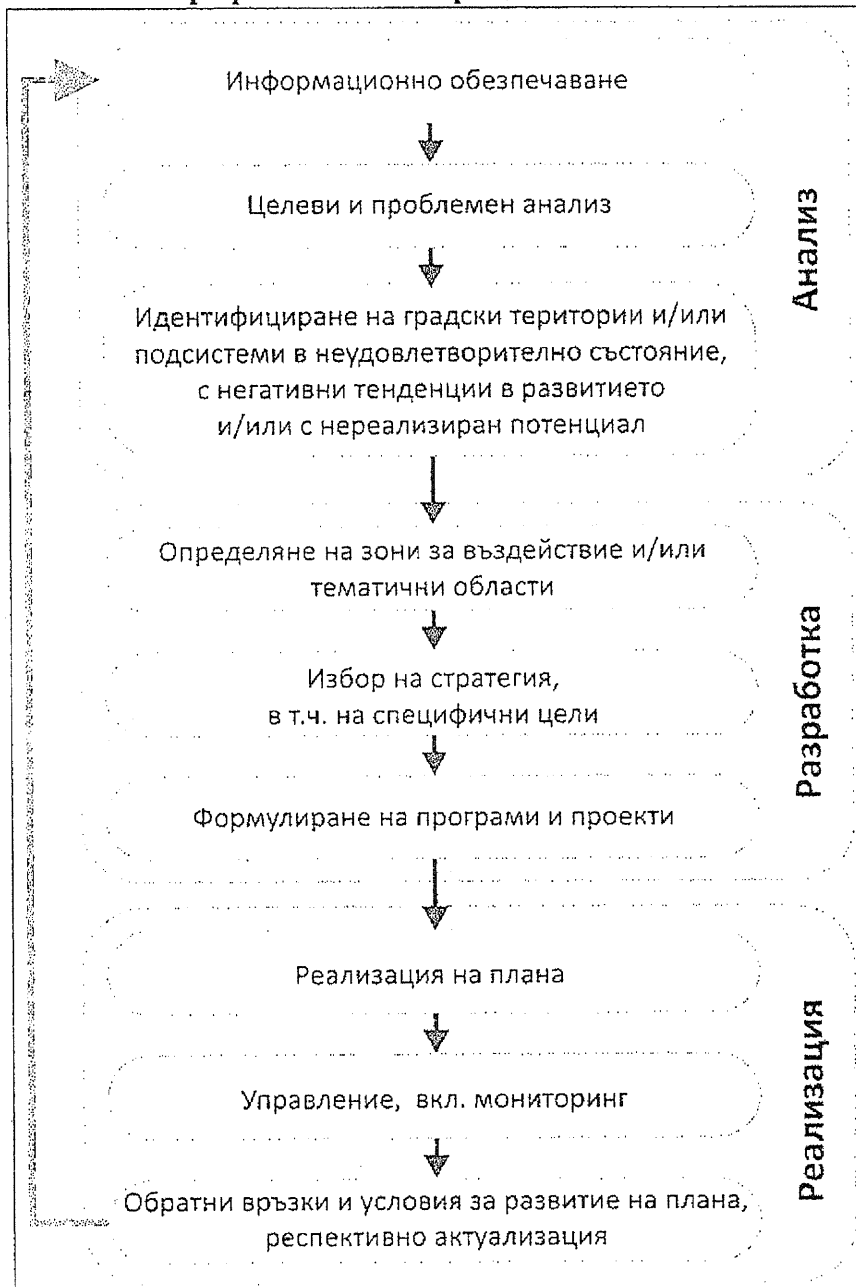 Информационно обезпечаване
Целеви и проблемен анализ
Идентифициране на градски територии и/или
подсистеми в неудовлетворително състояние,
с негативни тенденции в развитието
и/или с нереализиран потенциал
Анализ
Определяне на зони за въздействие и/или
тематични области
Избор на стратегия,
в т.ч. на специфични цели
Формулиране на програми и проекти
Разработка
Реализация на плана
Управление, вкл. мониторинг
Обратни връзки и условия за развитие на плана,
респективно актуализация
Реализация